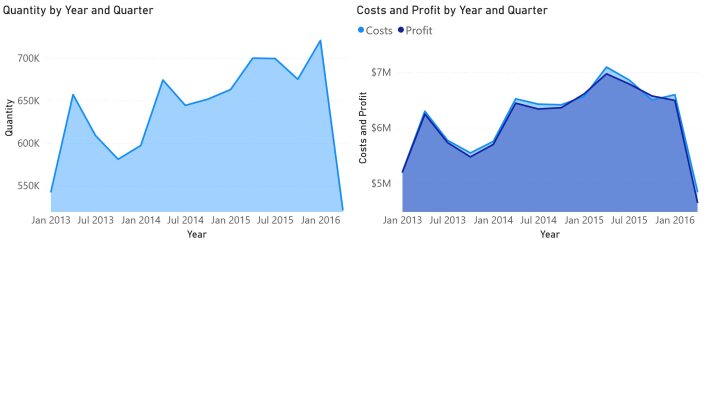 Quantity by Year and Quarter
700K
650K
600K
550K
Quantity
Jan 2013 Jul 2013 Jan 2014 Jul 2014 Jan 2015 Jul 2015 Jan 2016
Year
Costs and Profit by Year and Quarter
Costs Profit
$7M
$6M
$5M
Costs and Profit
Jan 2013 Jul 2013 Jan 2014 Jul 2014 Jan 2015 Jul 2015 Jan 2016
Year